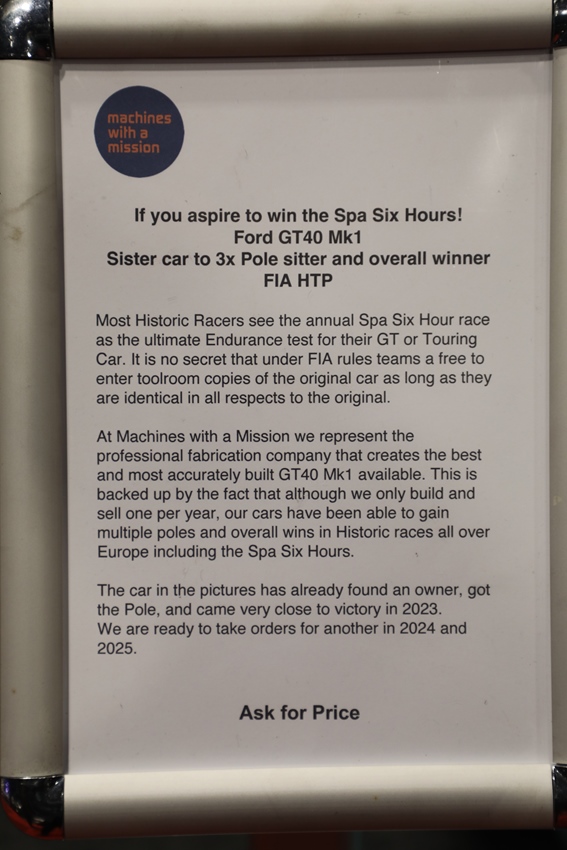 machines
with a
mission
If you aspire to win the Spa Six Hours!
Ford GT40 Mk1
Sister car to 3x Pole sitter and overall winner
FIA HTP
Most Historic Racers see the annual Spa Six Hour race
as the ultimate Endurance test for their GT or Touring
Car. It is no secret that under FIA rules teams a free to
enter toolroom copies of the original car as long as they
are identical in all respects to the original.
At Machines with a Mission we represent the
professional fabrication company that creates the best
and most accurately built GT40 Mk1 available. This is
backed up by the fact that although we only build and
sell one per year, our cars have been able to gain
multiple poles and overall wins in Historic races all over
Europe including the Spa Six Hours.
The car in the pictures has already found an owner, got
the Pole, and came very close to victory in 2023.
We are ready to take orders for another in 2024 and
2025.
Ask for Price